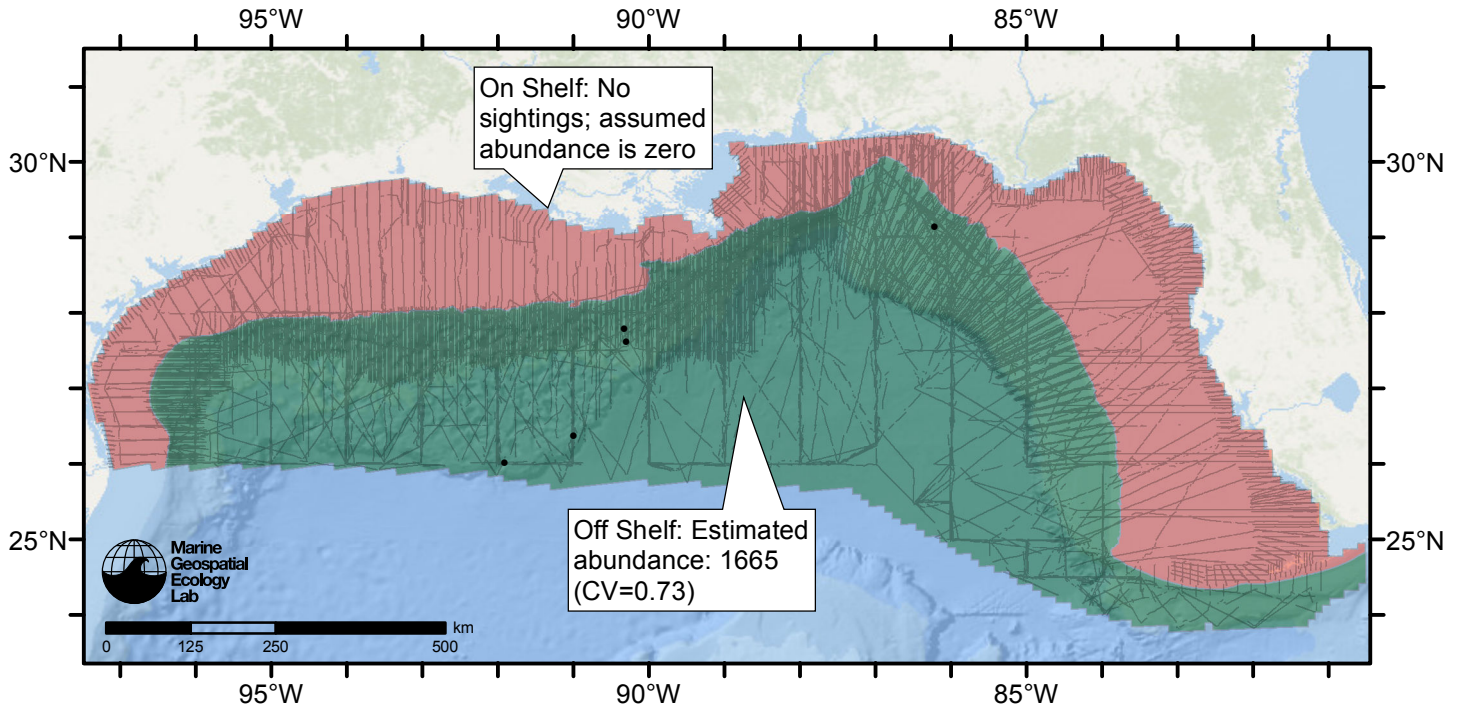 95°W
90°W
85°W
On Shelf: No
sightings; assumed
abundance is zero
30°N
30°N
Off Shelf: Estimated
abundance: 1665
(CV=0.73)
25°N
25°N
Marine
Geospatial
Ecology
Lab
km
0
125
250
500
95°W
90°W
85°W